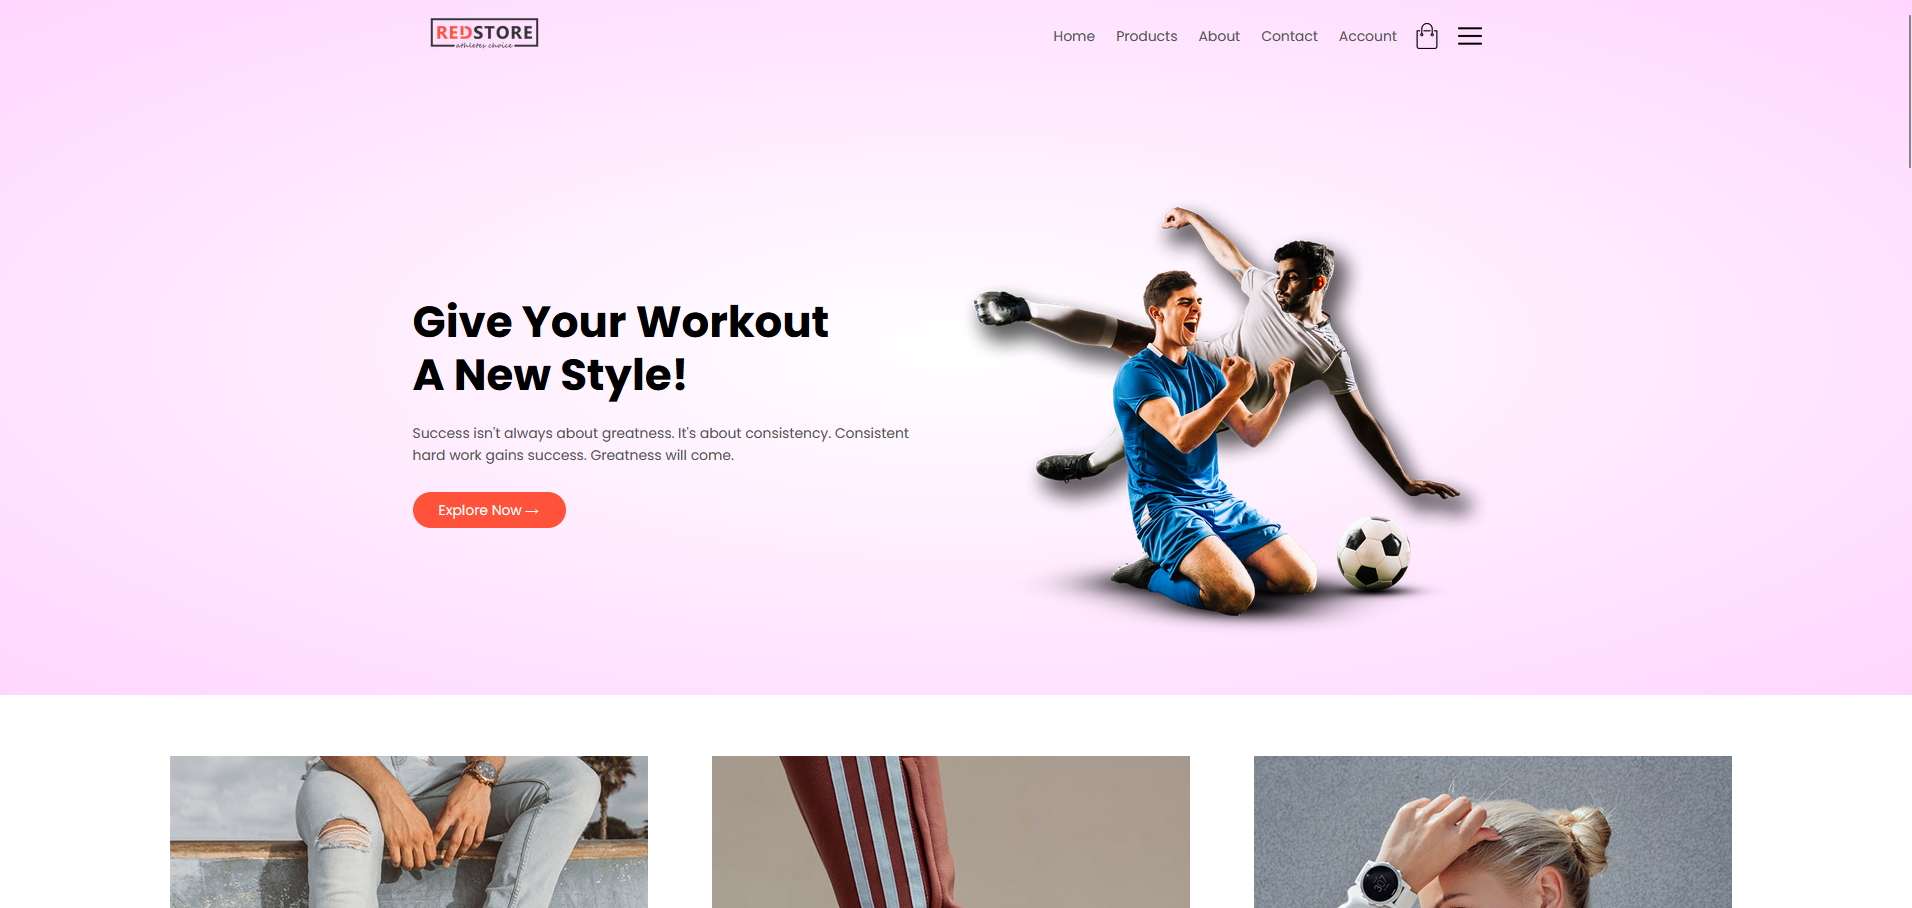 REDSTORE
athletes choice
Home Products About Contact Account
Give Your Workout
A New Style!
Success isn't always about greatness. It's about consistency. Consistent
hard work gains success. Greatness will come.
Explore Now →